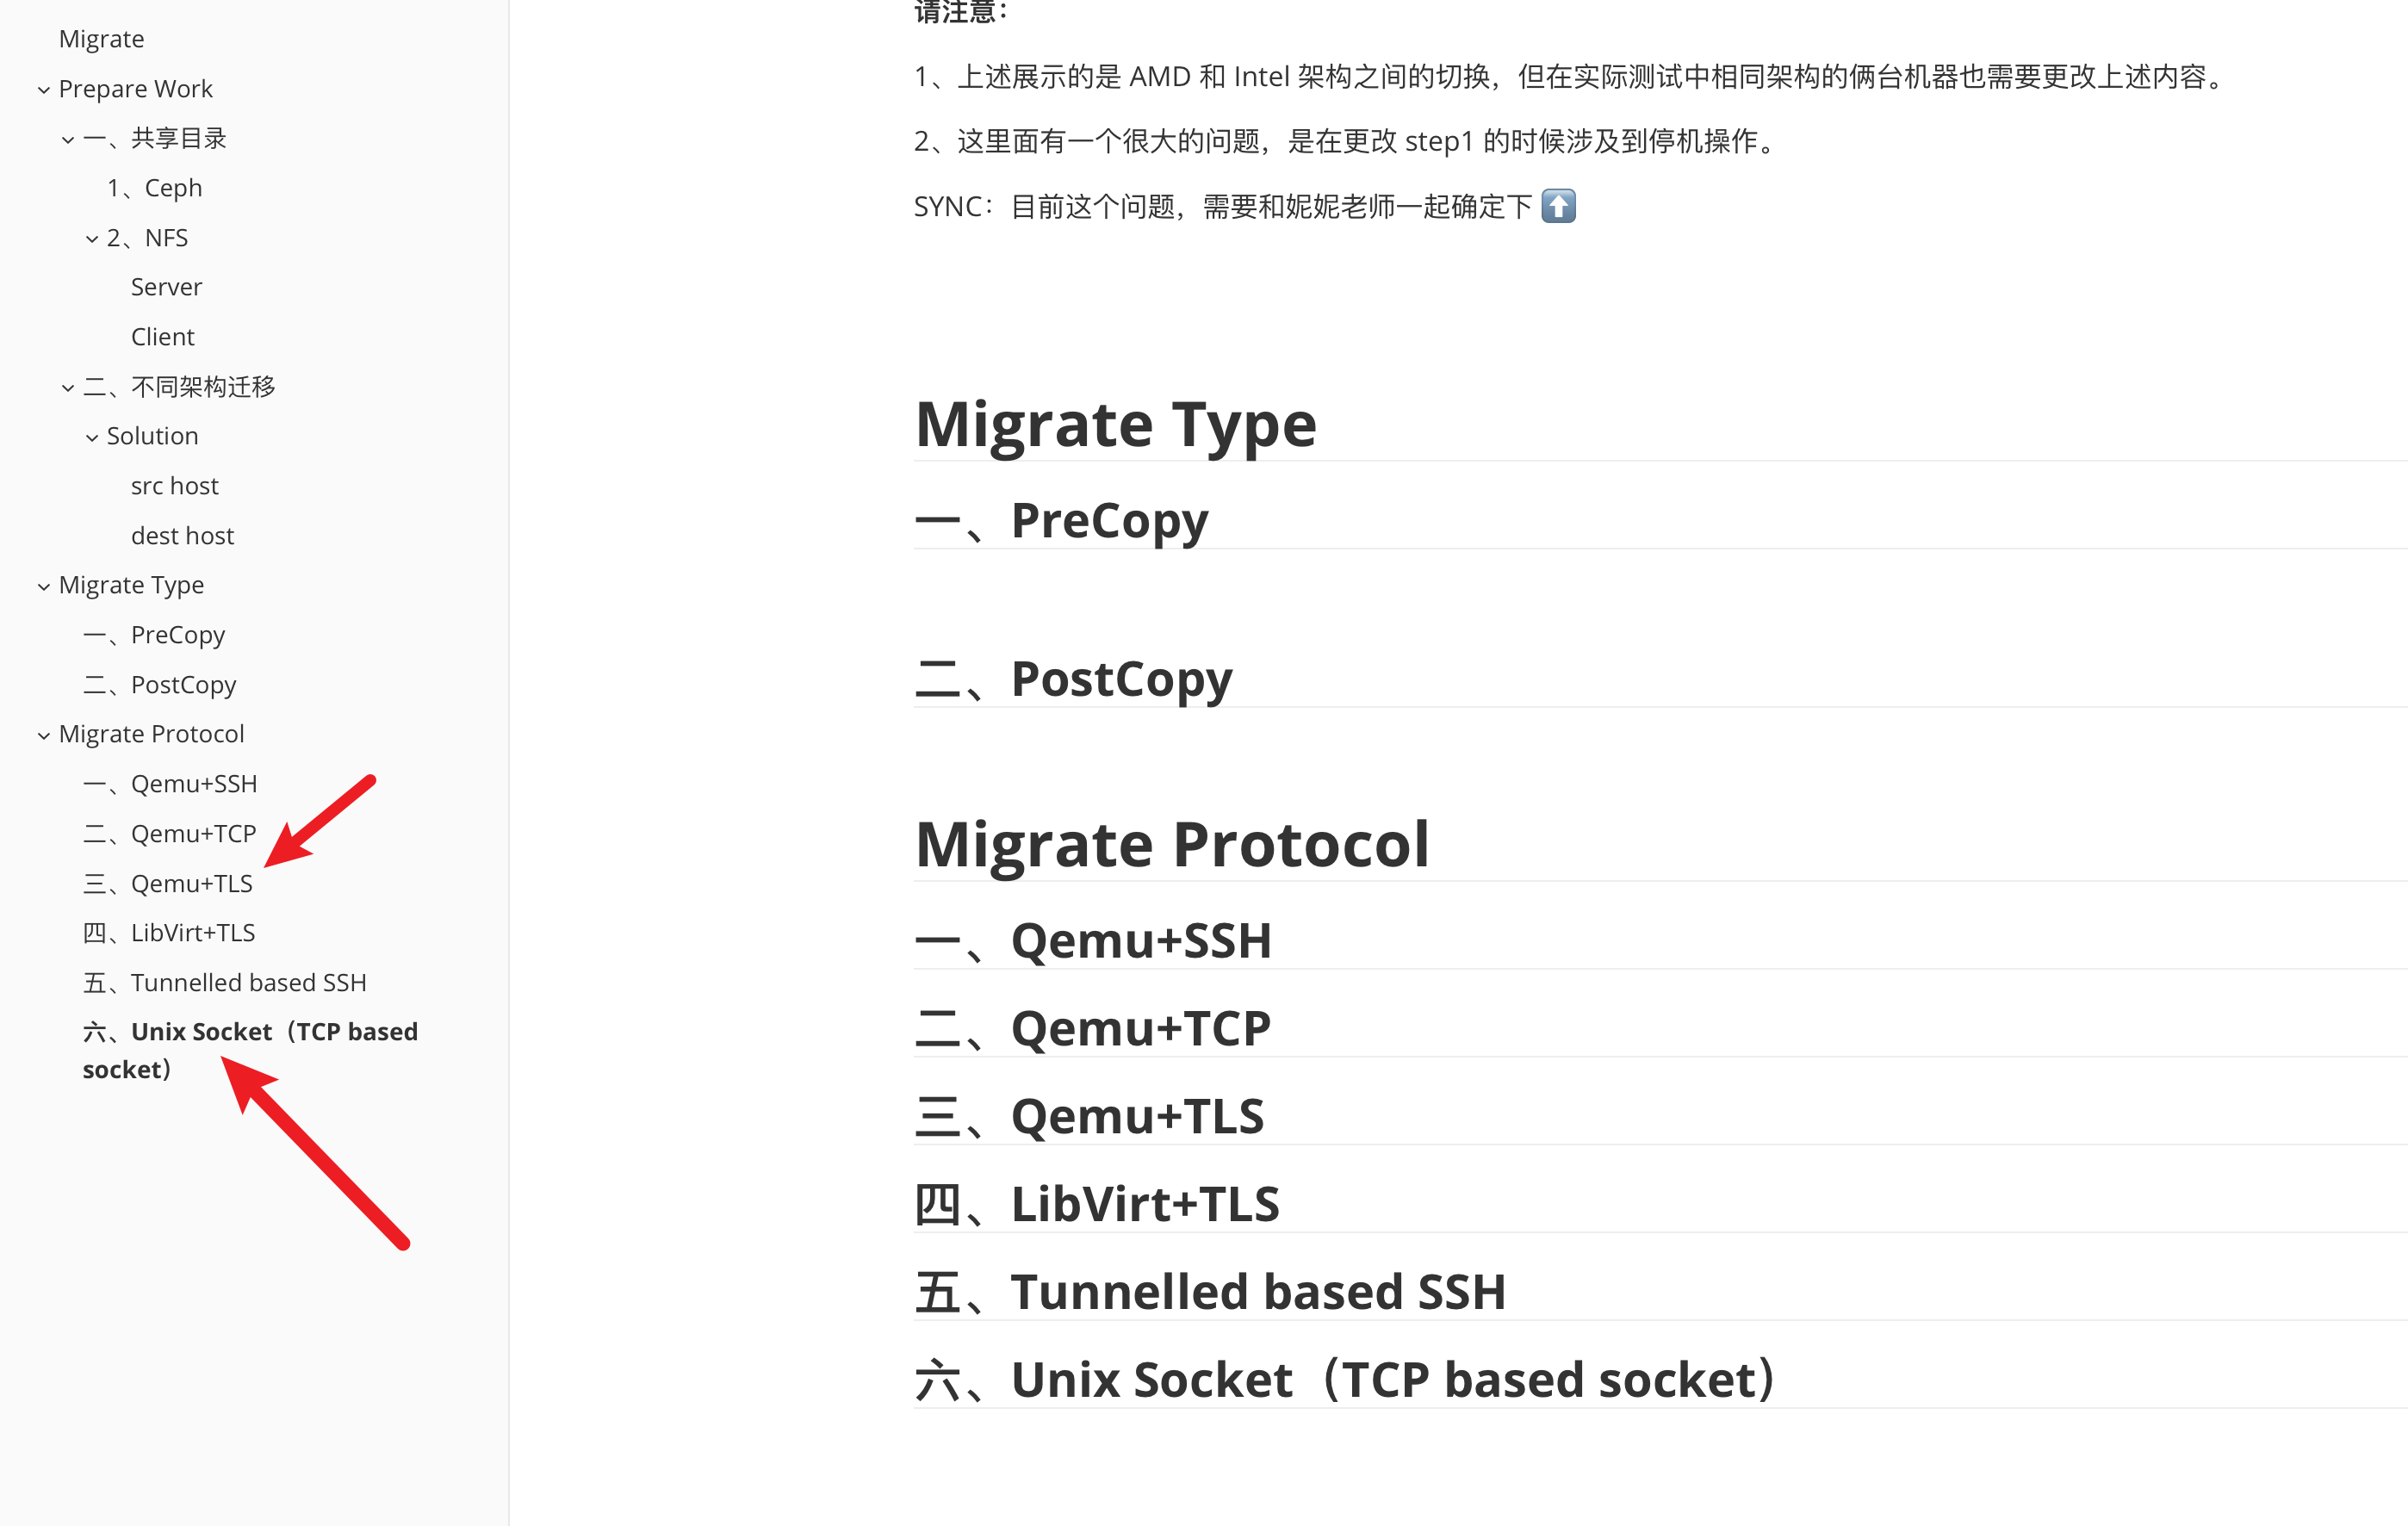 Migrate
Prepare Work
一、共享目录
1、Ceph
2、NFS
Server
Client
二、不同架构迁移
Solution
src host
dest host
Migrate Type
一、PreCopy
二、PostCopy
Migrate Protocol
一、Qemu+SSH
二、Qemu+TCP
三、Qemu+TLS
四、LibVirt+TLS
五、Tunnelled based SSH
六、Unix Socket（TCP based
socket）
请注意：
1、上述展示的是 AMD 和 Intel 架构之间的切换，但在实际测试中相同架构的俩台机器也需要更改上述内容。
2、这里面有一个很大的问题，是在更改 step1 的时候涉及到停机操作。
SYNC：目前这个问题，需要和妮妮老师一起确定下 ⬆️
Migrate Type
一、PreCopy
二、PostCopy
Migrate Protocol
一、Qemu+SSH
二、Qemu+TCP
三、Qemu+TLS
四、LibVirt+TLS
五、Tunnelled based SSH
六、Unix Socket（TCP based socket）